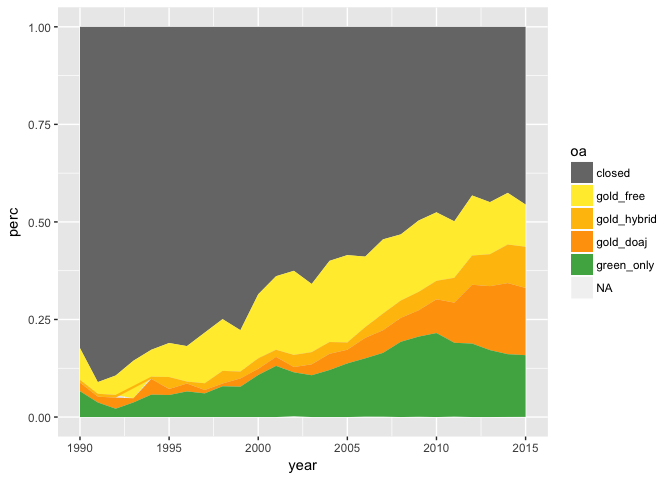 1.00
0.75
0.50
0.25
0.00
perc
1990
1995
2000
2005
2010
2015
year
oa
closed
gold_free
gold_hybrid
gold_doaj
green_only
NA